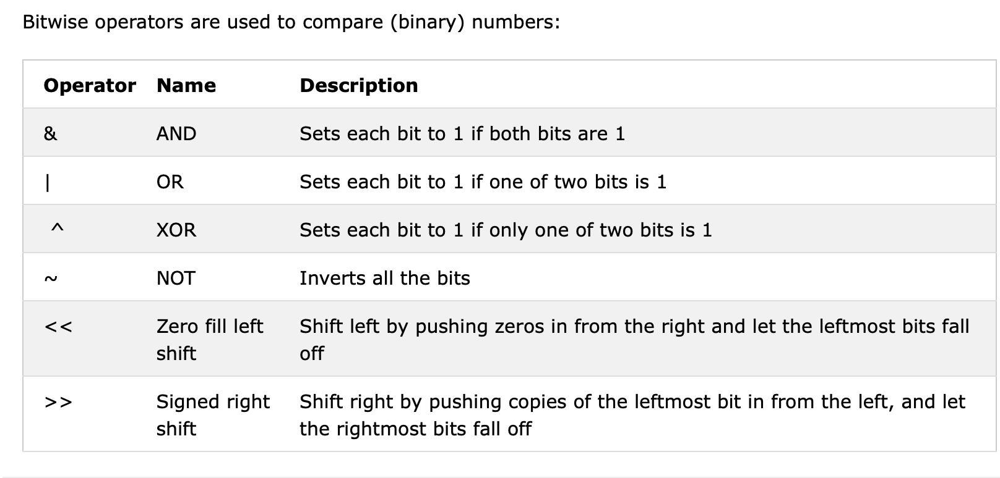 Bitwise operators are used to compare (binary) numbers:
Operator Name Description
& AND Sets each bit to 1 if both bits are 1
| OR Sets each bit to 1 if one of two bits is 1
^ XOR Sets each bit to 1 if only one of two bits is 1
~ NOT Inverts all the bits
<< Zero fill left Shift left by pushing zeros in from the right and let the leftmost bits fall
shift off
>> Signed right Shift right by pushing copies of the leftmost bit in from the left, and let
shift the rightmost bits fall off